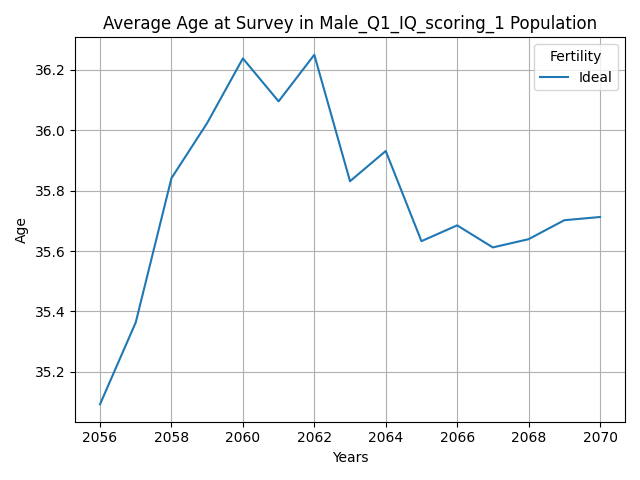 Average Age at Survey in Male_Q1_IQ_scoring_1 Population
Fertility
Ideal
Age
36.2
36.0
35.8
35.6
35.4
35.2
2056 2058 2060 2062 2064 2066 2068 2070
Years